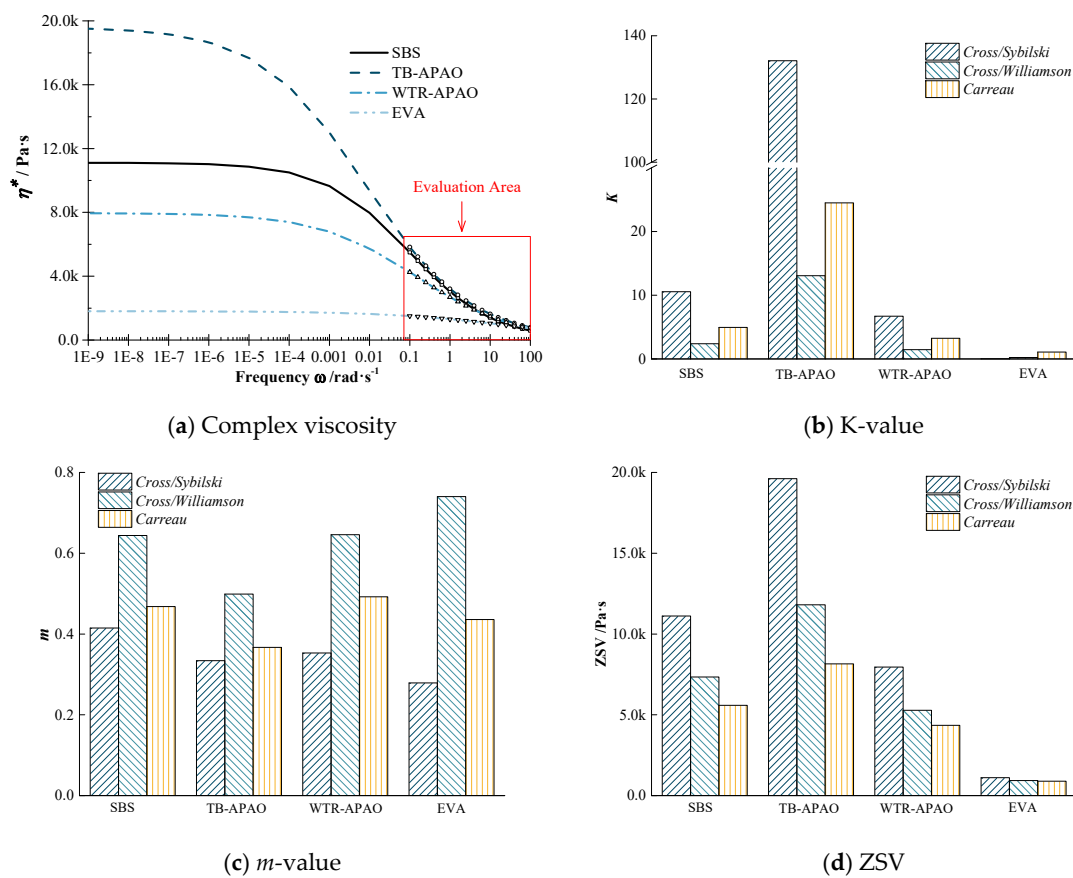 20.0k
16.0k
12.0k
8.0k
4.0k
0.0
η* / Pa·s
SBS
TB-APAO
WTR-APAO
EVA
Evaluation Area
1E-9 1E-8 1E-7 1E-6 1E-5 1E-4 0.001 0.01 0.1 1 10 100
Frequency ω /rad·s⁻¹
(a) Complex viscosity
140
120
100
20
10
0
K
Cross/Sybilski
Cross/Williamson
Carreau
SBS TB-APAO WTR-APAO EVA
(b) K-value
0.8
0.6
0.4
0.2
0.0
m
Cross/Sybilski
Cross/Williamson
Carreau
SBS TB-APAO WTR-APAO EVA
(c) m-value
20.0k
15.0k
10.0k
5.0k
0.0
ZSV /Pa·s
Cross/Sybilski
Cross/Williamson
Carreau
SBS TB-APAO WTR-APAO EVA
(d) ZSV